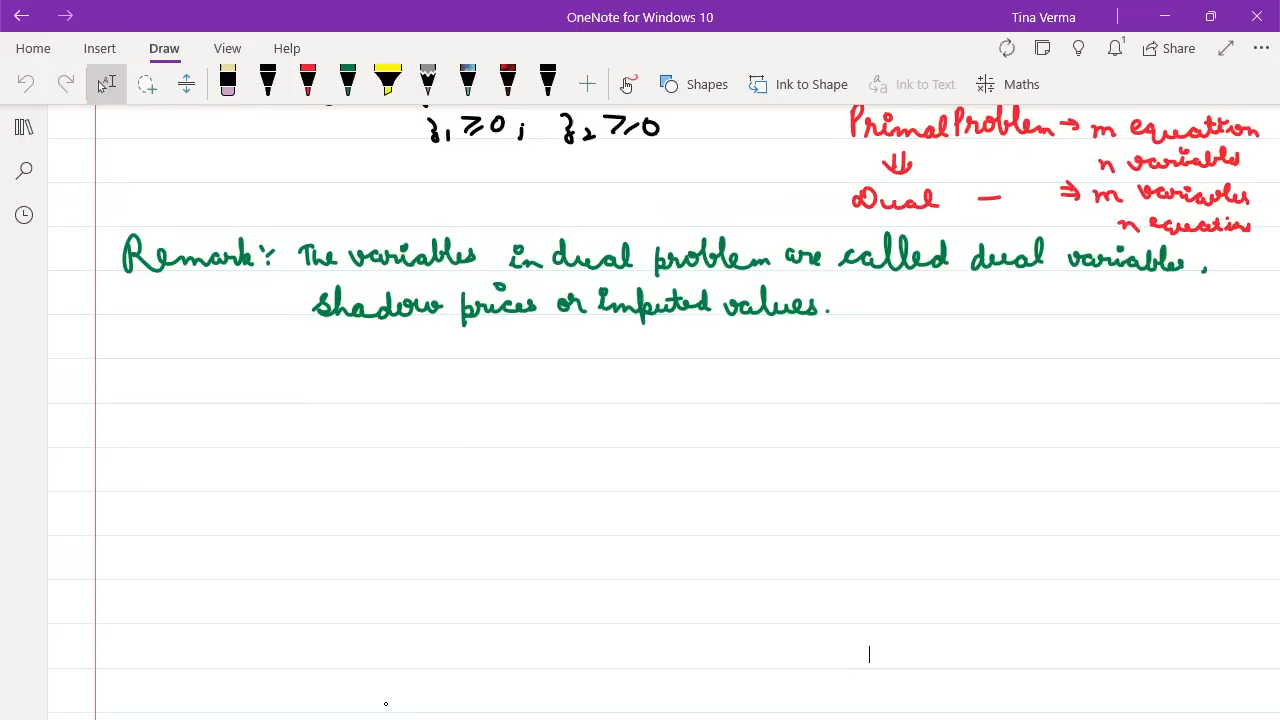 OneNote for Windows 10
Tina Verma
Home Insert Draw View Help
1
Share
Shapes
Ink to Shape
Ink to Text
Maths
z₁ ≥ 0 ; z₂ ≥ 0
Primal Problem → m equation
n variables
⇓
Dual – ⇒ m variables
n equations
Remark : The variables in dual problem are called dual variables,
shadow prices or imputed values.